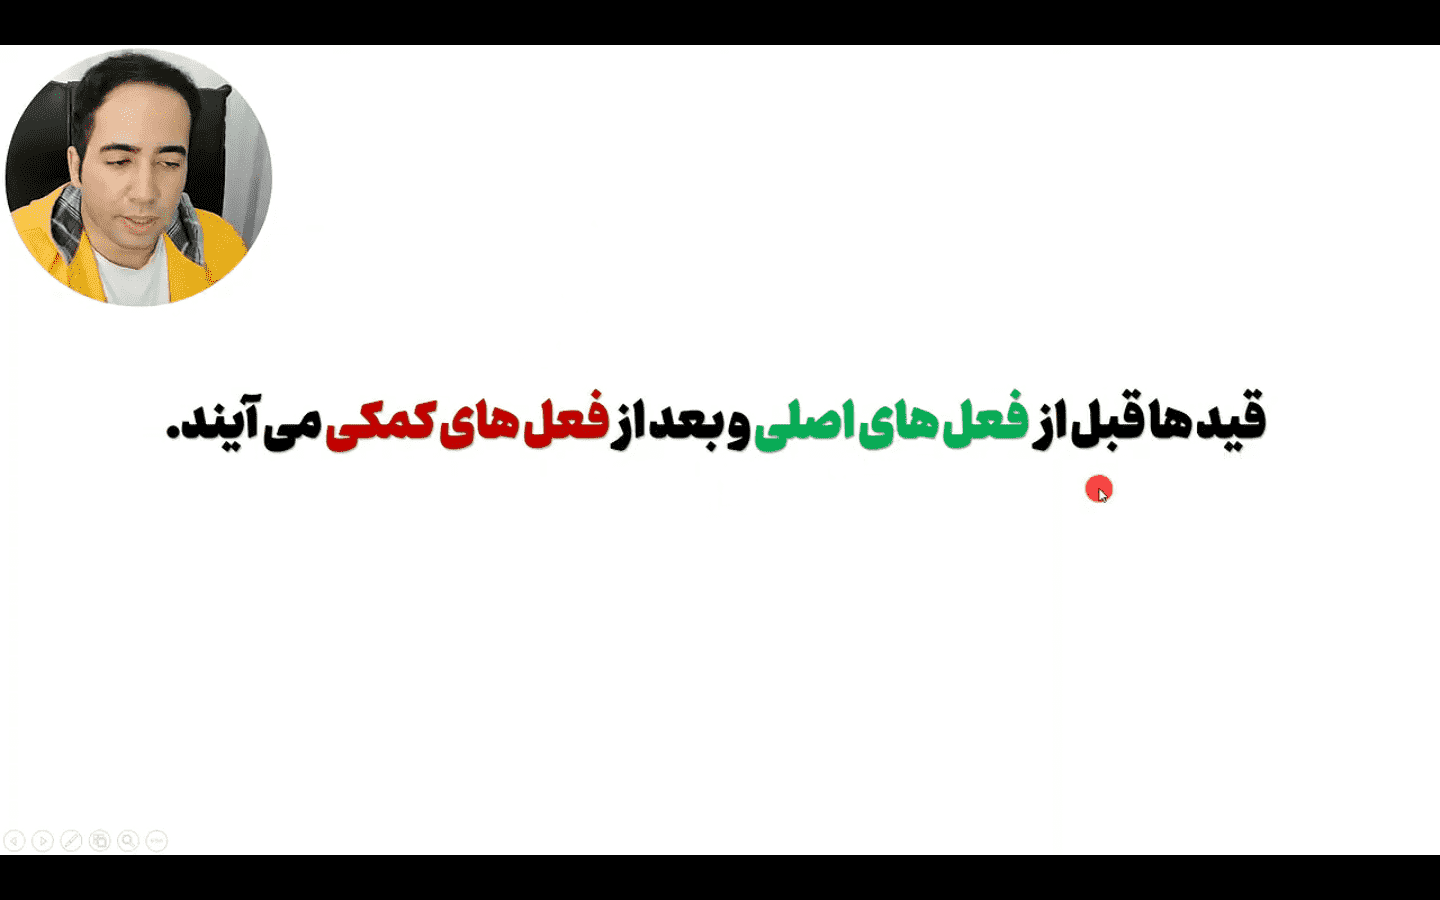 قید ها قبل از فعل های اصلی و بعد از فعل های کمکی می آیند.